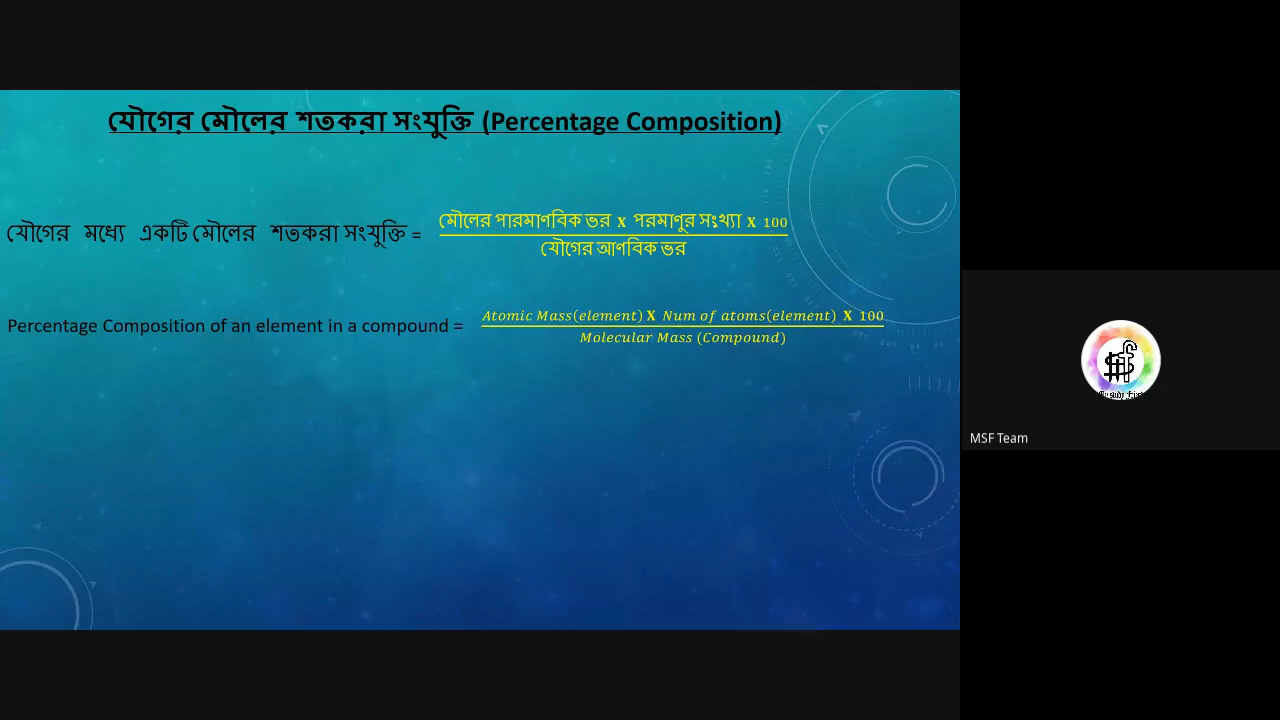 যৌগের মৌলের শতকরা সংযুক্তি (Percentage Composition)
যৌগের মধ্যে একটি মৌলের শতকরা সংযুক্তি = মৌলের পারমাণবিক ভর x পরমাণুর সংখ্যা x 100
যৌগের আণবিক ভর
Percentage Composition of an element in a compound = Atomic Mass(element) X Num of atoms(element) X 100
Molecular Mass (Compound)
MSF Team